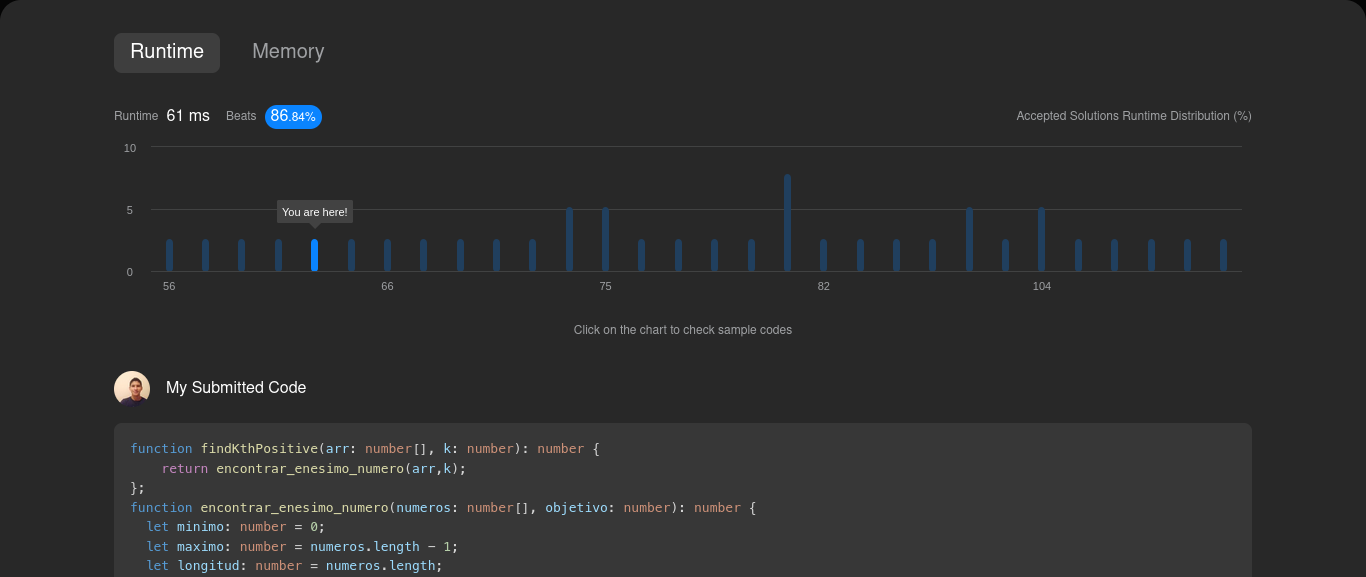 Runtime Memory
Runtime 61 ms Beats 86.84% Accepted Solutions Runtime Distribution (%)
10
You are here!
5
0
56 66 75 82 104
Click on the chart to check sample codes
My Submitted Code
function findKthPositive(arr: number[], k: number): number {
    return encontrar_enesimo_numero(arr,k);
};
function encontrar_enesimo_numero(numeros: number[], objetivo: number): number {
  let minimo: number = 0;
  let maximo: number = numeros.length - 1;
  let longitud: number = numeros.length;